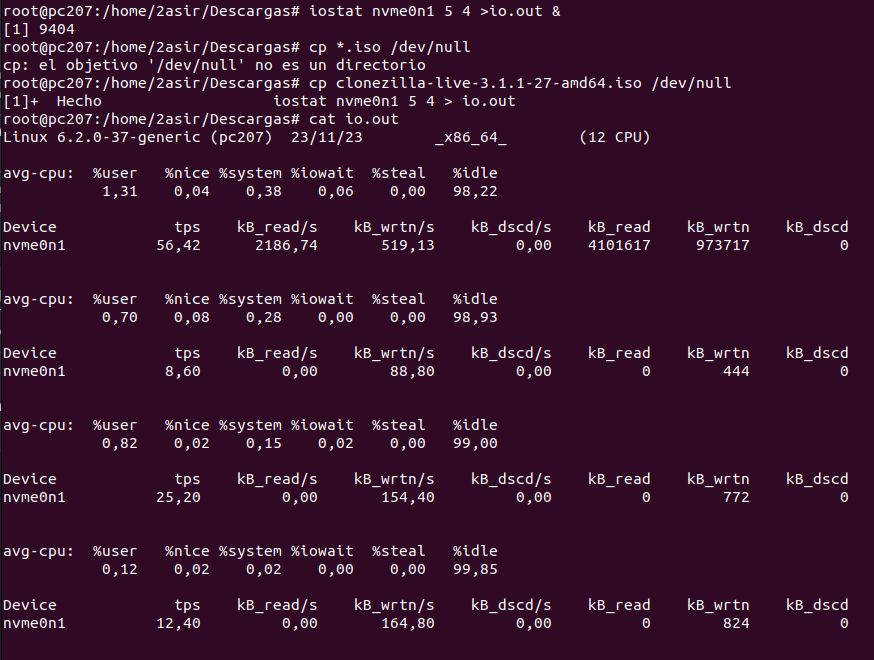 root@pc207:/home/2asir/Descargas# iostat nvme0n1 5 4 >io.out &
[1] 9404
root@pc207:/home/2asir/Descargas# cp *.iso /dev/null
cp: el objetivo '/dev/null' no es un directorio
root@pc207:/home/2asir/Descargas# cp clonezilla-live-3.1.1-27-amd64.iso /dev/null
[1]+  Hecho                   iostat nvme0n1 5 4 > io.out
root@pc207:/home/2asir/Descargas# cat io.out
Linux 6.2.0-37-generic (pc207)  23/11/23        _x86_64_        (12 CPU)
avg-cpu:  %user   %nice %system %iowait  %steal   %idle
           1,31    0,04    0,38    0,06    0,00   98,22
Device             tps    kB_read/s    kB_wrtn/s    kB_dscd/s    kB_read    kB_wrtn    kB_dscd
nvme0n1          56,42      2186,74       519,13         0,00    4101617     973717          0
avg-cpu:  %user   %nice %system %iowait  %steal   %idle
           0,70    0,08    0,28    0,00    0,00   98,93
Device             tps    kB_read/s    kB_wrtn/s    kB_dscd/s    kB_read    kB_wrtn    kB_dscd
nvme0n1           8,60         0,00        88,80         0,00          0        444          0
avg-cpu:  %user   %nice %system %iowait  %steal   %idle
           0,82    0,02    0,15    0,02    0,00   99,00
Device             tps    kB_read/s    kB_wrtn/s    kB_dscd/s    kB_read    kB_wrtn    kB_dscd
nvme0n1          25,20         0,00       154,40         0,00          0        772          0
avg-cpu:  %user   %nice %system %iowait  %steal   %idle
           0,12    0,02    0,02    0,00    0,00   99,85
Device             tps    kB_read/s    kB_wrtn/s    kB_dscd/s    kB_read    kB_wrtn    kB_dscd
nvme0n1          12,40         0,00       164,80         0,00          0        824          0